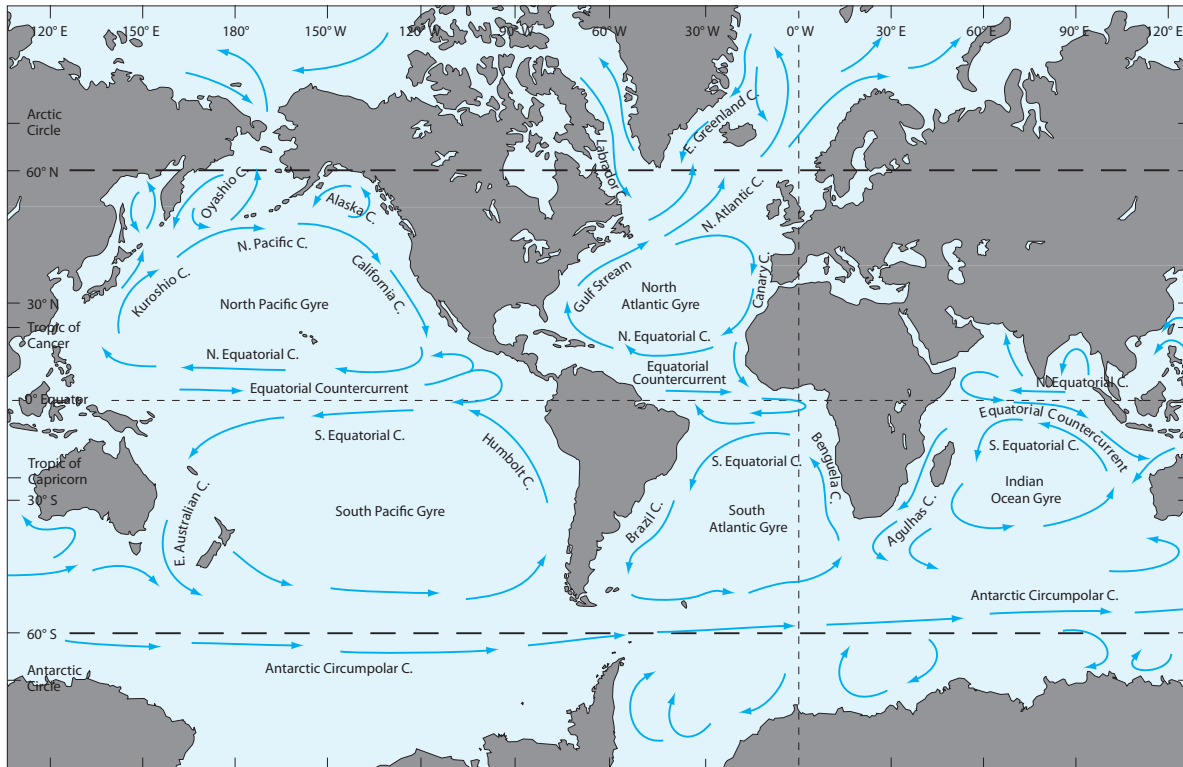 120° E 150° E 180° 150° W 120° W 90° W 60° W 30° W 0° W 30° E 60° E 90° E 120° E
Arctic
Circle
E. Greenland C.
Labrador C.
60° N
Oyashio C.
Alaska C.
N. Atlantic C.
N. Pacific C.
Kuroshio C.
California C.
Gulf Stream
Canary C.
30° N
North Pacific Gyre
North
Atlantic Gyre
Tropic of
Cancer
N. Equatorial C.
N. Equatorial C.
Equatorial
Countercurrent
Equatorial Countercurrent
N. Equatorial C.
0° Equator
Equatorial Countercurrent
S. Equatorial C.
Humbolt C.
S. Equatorial C.
Benguela C.
S. Equatorial C.
Tropic of
Capricorn
30° S
Indian
Ocean Gyre
E. Australian C.
South Pacific Gyre
Brazil C.
South
Atlantic Gyre
Agulhas C.
Antarctic Circumpolar C.
60° S
Antarctic Circumpolar C.
Antarctic
Circle